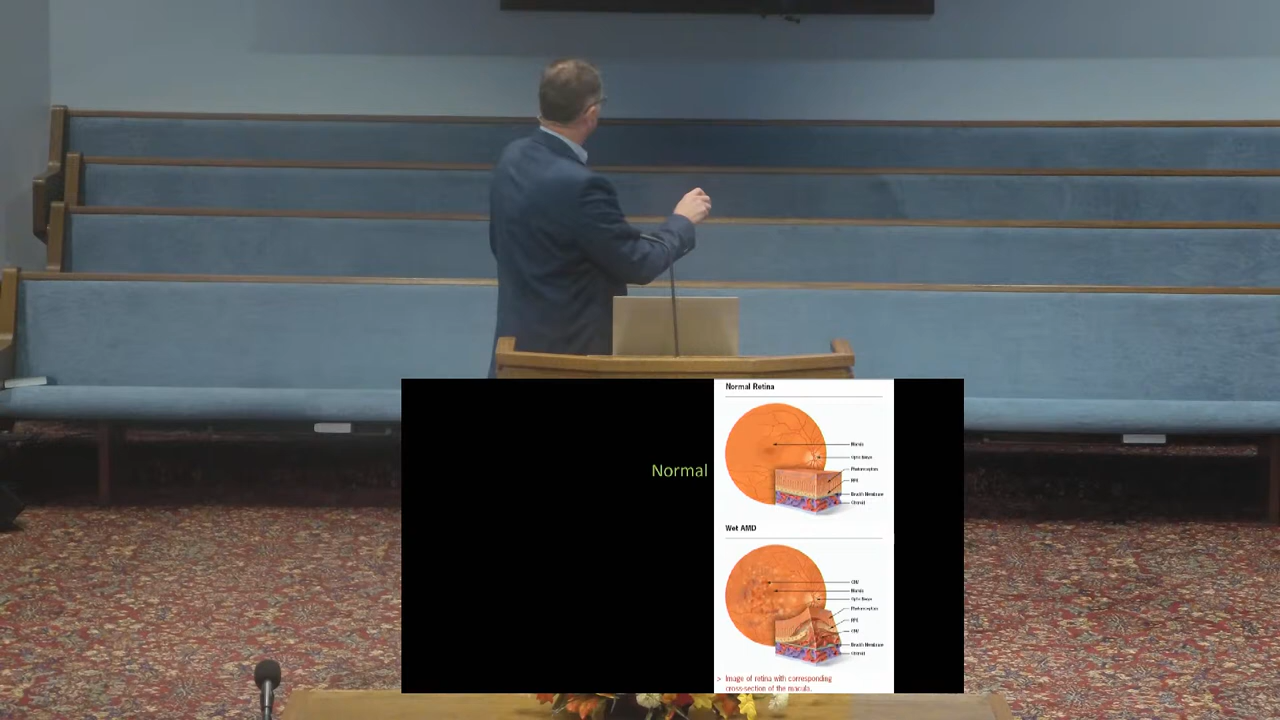 Normal Retina
Macula
Optic Nerve
Photoreceptors
RPE
Bruch's Membrane
Choroid
Normal
Wet AMD
CNV
Macula
Optic Nerve
Photoreceptors
RPE
CNV
Bruch's Membrane
Choroid
> Image of retina with corresponding
cross-section of the macula.